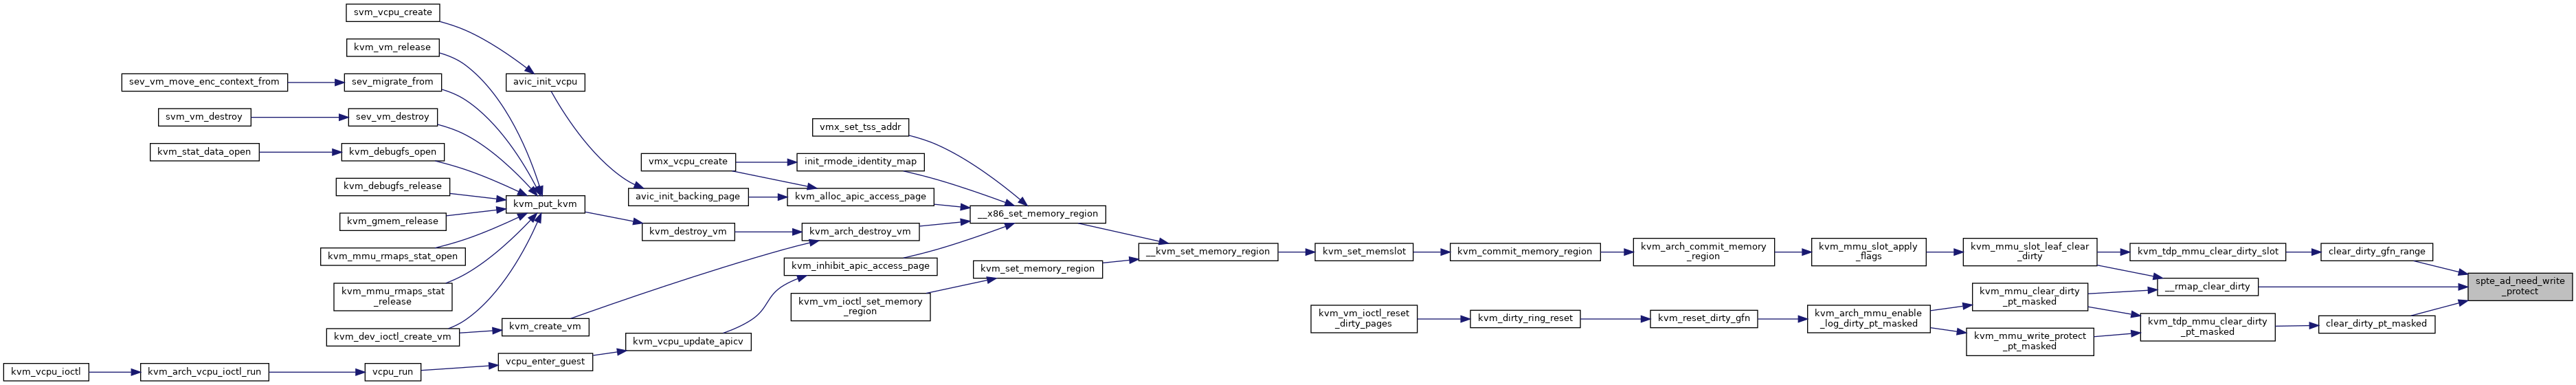 svm_vcpu_create
kvm_vm_release
sev_vm_move_enc_context_from
sev_migrate_from
avic_init_vcpu
svm_vm_destroy
sev_vm_destroy
vmx_set_tss_addr
kvm_stat_data_open
kvm_debugfs_open
vmx_vcpu_create
init_rmode_identity_map
kvm_debugfs_release
avic_init_backing_page
kvm_alloc_apic_access_page
kvm_put_kvm
__x86_set_memory_region
kvm_gmem_release
kvm_destroy_vm
kvm_arch_destroy_vm
kvm_mmu_rmaps_stat_open
kvm_inhibit_apic_access_page
kvm_set_memory_region
__kvm_set_memory_region
kvm_set_memslot
kvm_commit_memory_region
kvm_arch_commit_memory
_region
kvm_mmu_slot_apply
_flags
kvm_mmu_slot_leaf_clear
_dirty
kvm_tdp_mmu_clear_dirty_slot
clear_dirty_gfn_range
spte_ad_need_write
_protect
__rmap_clear_dirty
kvm_mmu_rmaps_stat
_release
kvm_vm_ioctl_set_memory
_region
kvm_mmu_clear_dirty
_pt_masked
kvm_vm_ioctl_reset
_dirty_pages
kvm_dirty_ring_reset
kvm_reset_dirty_gfn
kvm_arch_mmu_enable
_log_dirty_pt_masked
kvm_tdp_mmu_clear_dirty
_pt_masked
clear_dirty_pt_masked
kvm_mmu_write_protect
_pt_masked
kvm_dev_ioctl_create_vm
kvm_create_vm
kvm_vcpu_update_apicv
kvm_vcpu_ioctl
kvm_arch_vcpu_ioctl_run
vcpu_run
vcpu_enter_guest